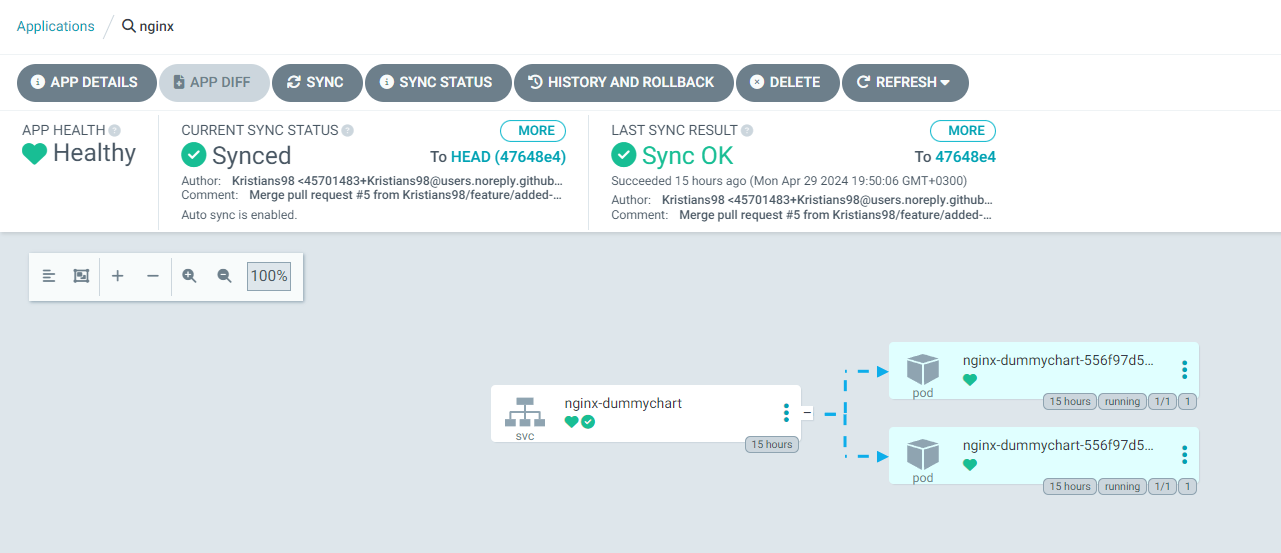 Applications / nginx
APP DETAILS APP DIFF SYNC SYNC STATUS HISTORY AND ROLLBACK DELETE REFRESH
APP HEALTH
Healthy
CURRENT SYNC STATUS MORE
Synced To HEAD (47648e4)
Author: Kristians98 <45701483+Kristians98@users.noreply.github...
Comment: Merge pull request #5 from Kristians98/feature/added-...
Auto sync is enabled.
LAST SYNC RESULT MORE
Sync OK To 47648e4
Succeeded 15 hours ago (Mon Apr 29 2024 19:50:06 GMT+0300)
Author: Kristians98 <45701483+Kristians98@users.noreply.github...
Comment: Merge pull request #5 from Kristians98/feature/added-...
100%
nginx-dummychart
svc
15 hours
nginx-dummychart-556f97d5...
pod
15 hours running 1/1 1
nginx-dummychart-556f97d5...
pod
15 hours running 1/1 1